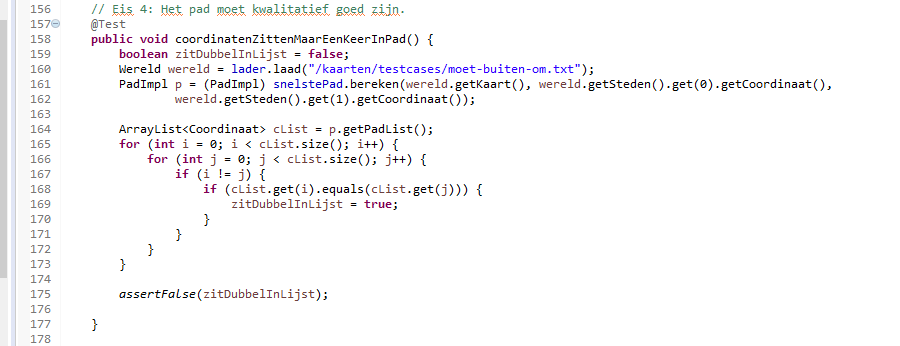 156 // Eis 4: Het pad moet kwalitatief goed zijn.
157 @Test
158 public void coordinatenZittenMaarEenKeerInPad() {
159 boolean zitDubbelInLijst = false;
160 Wereld wereld = lader.laad("/kaarten/testcases/moet-buiten-om.txt");
161 PadImpl p = (PadImpl) snelstePad.bereken(wereld.getKaart(), wereld.getSteden().get(0).getCoordinaat(),
162 wereld.getSteden().get(1).getCoordinaat());
163
164 ArrayList<Coordinaat> cList = p.getPadList();
165 for (int i = 0; i < cList.size(); i++) {
166 for (int j = 0; j < cList.size(); j++) {
167 if (i != j) {
168 if (cList.get(i).equals(cList.get(j))) {
169 zitDubbelInLijst = true;
170 }
171 }
172 }
173 }
174
175 assertFalse(zitDubbelInLijst);
176
177 }
178